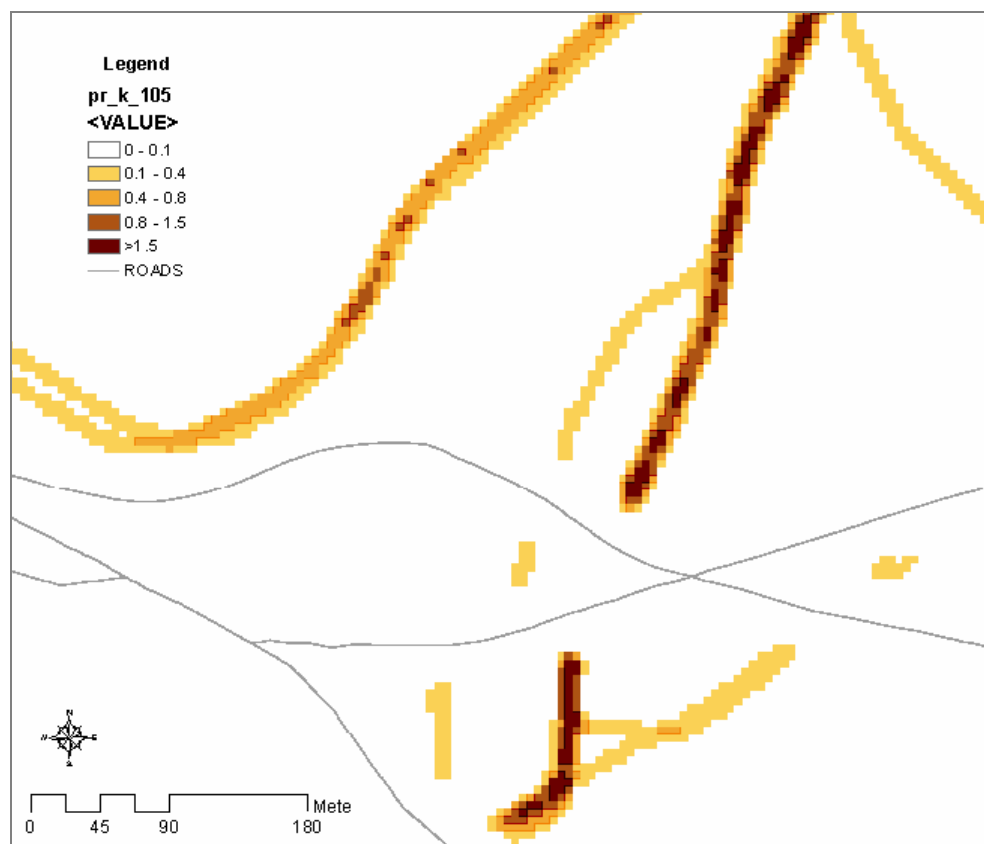 Legend
pr_k_105
<VALUE>
0 - 0.1
0.1 - 0.4
0.4 - 0.8
0.8 - 1.5
>1.5
ROADS
N
W E
S
Mete
0 45 90 180